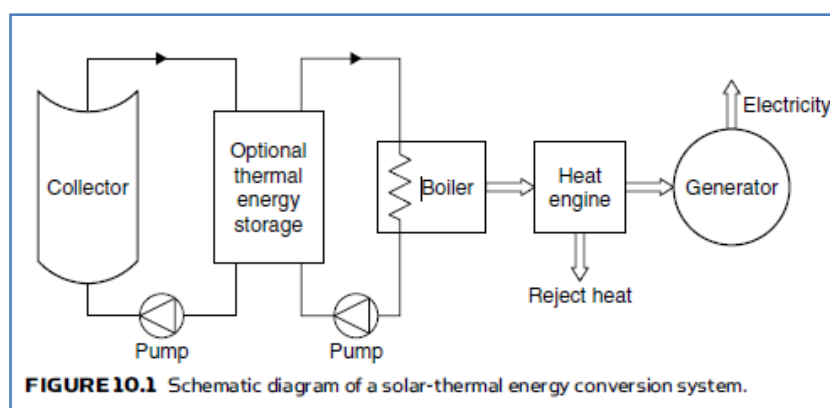 Collector
Pump
Optional
thermal
energy
storage
Pump
Boiler
Heat
engine
Reject heat
Generator
Electricity
FIGURE 10.1 Schematic diagram of a solar-thermal energy conversion system.